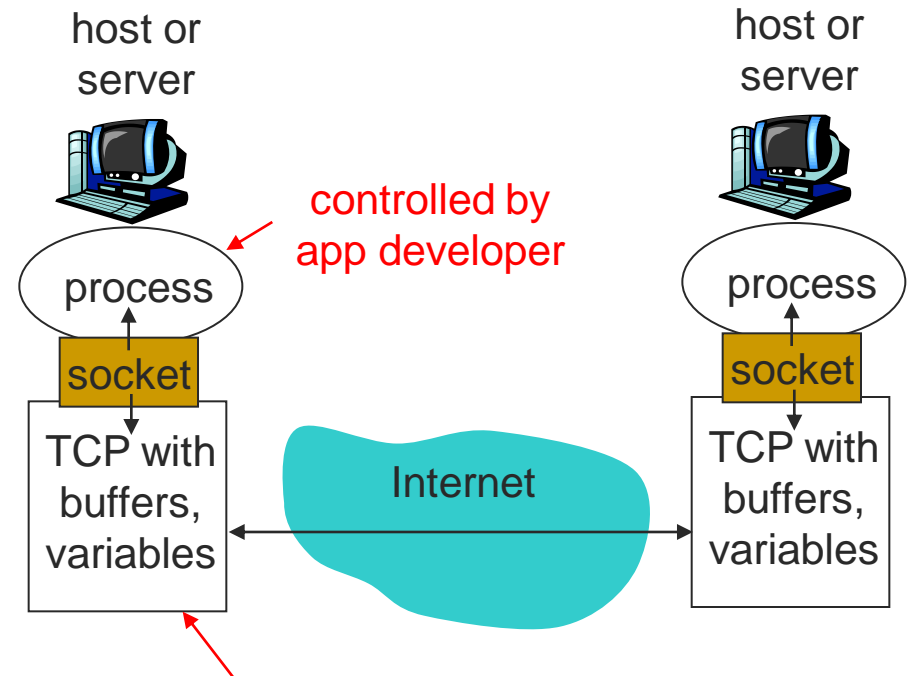 host or
server
host or
server
controlled by
app developer
process
process
socket
socket
TCP with
buffers,
variables
Internet
TCP with
buffers,
variables